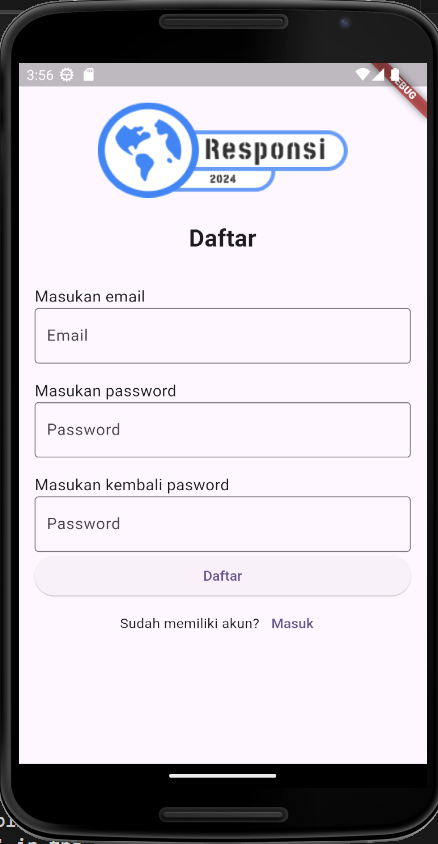 3:56
DEBUG
Responsi
2024
Daftar
Masukan email
Email
Masukan password
Password
Masukan kembali pasword
Password
Daftar
Sudah memiliki akun? Masuk